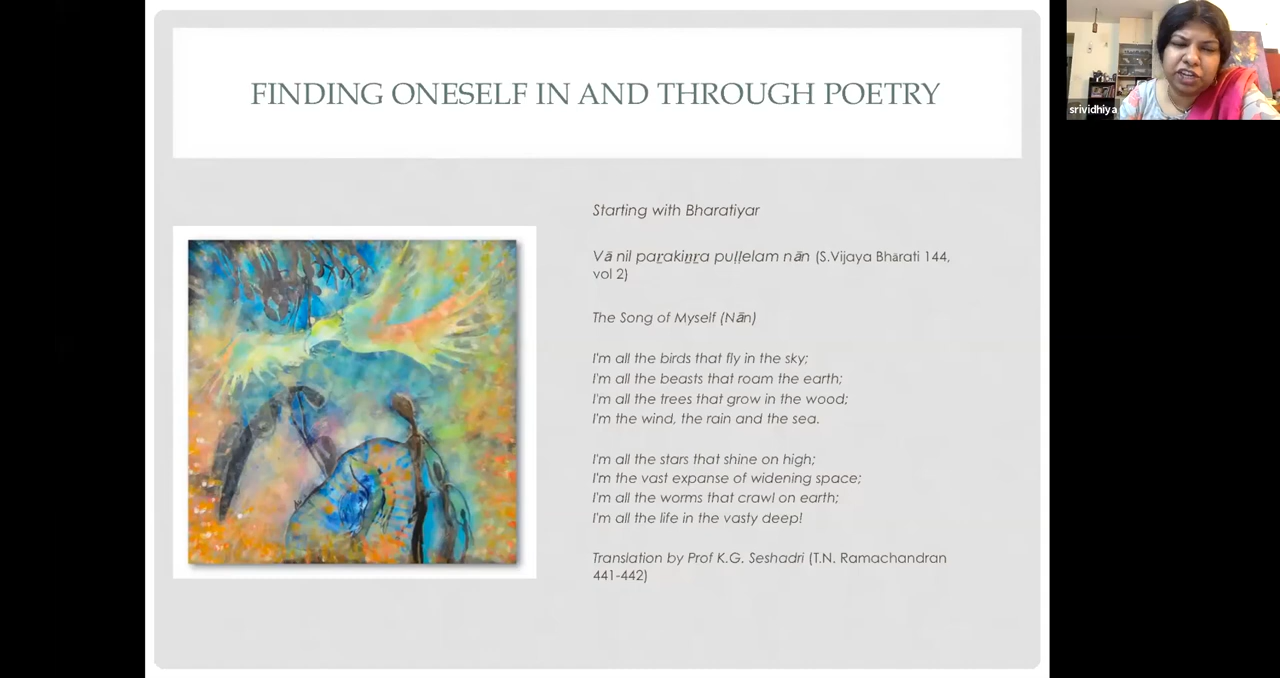 FINDING ONESELF IN AND THROUGH POETRY
srividhiya
Starting with Bharatiyar
Vā nil paṟakiṉṟa puḷḷelam nāṉ (S.Vijaya Bharati 144,
vol 2)
The Song of Myself (Nāṉ)
I'm all the birds that fly in the sky;
I'm all the beasts that roam the earth;
I'm all the trees that grow in the wood;
I'm the wind, the rain and the sea.
I'm all the stars that shine on high;
I'm the vast expanse of widening space;
I'm all the worms that crawl on earth;
I'm all the life in the vasty deep!
Translation by Prof K.G. Seshadri (T.N. Ramachandran
441-442)